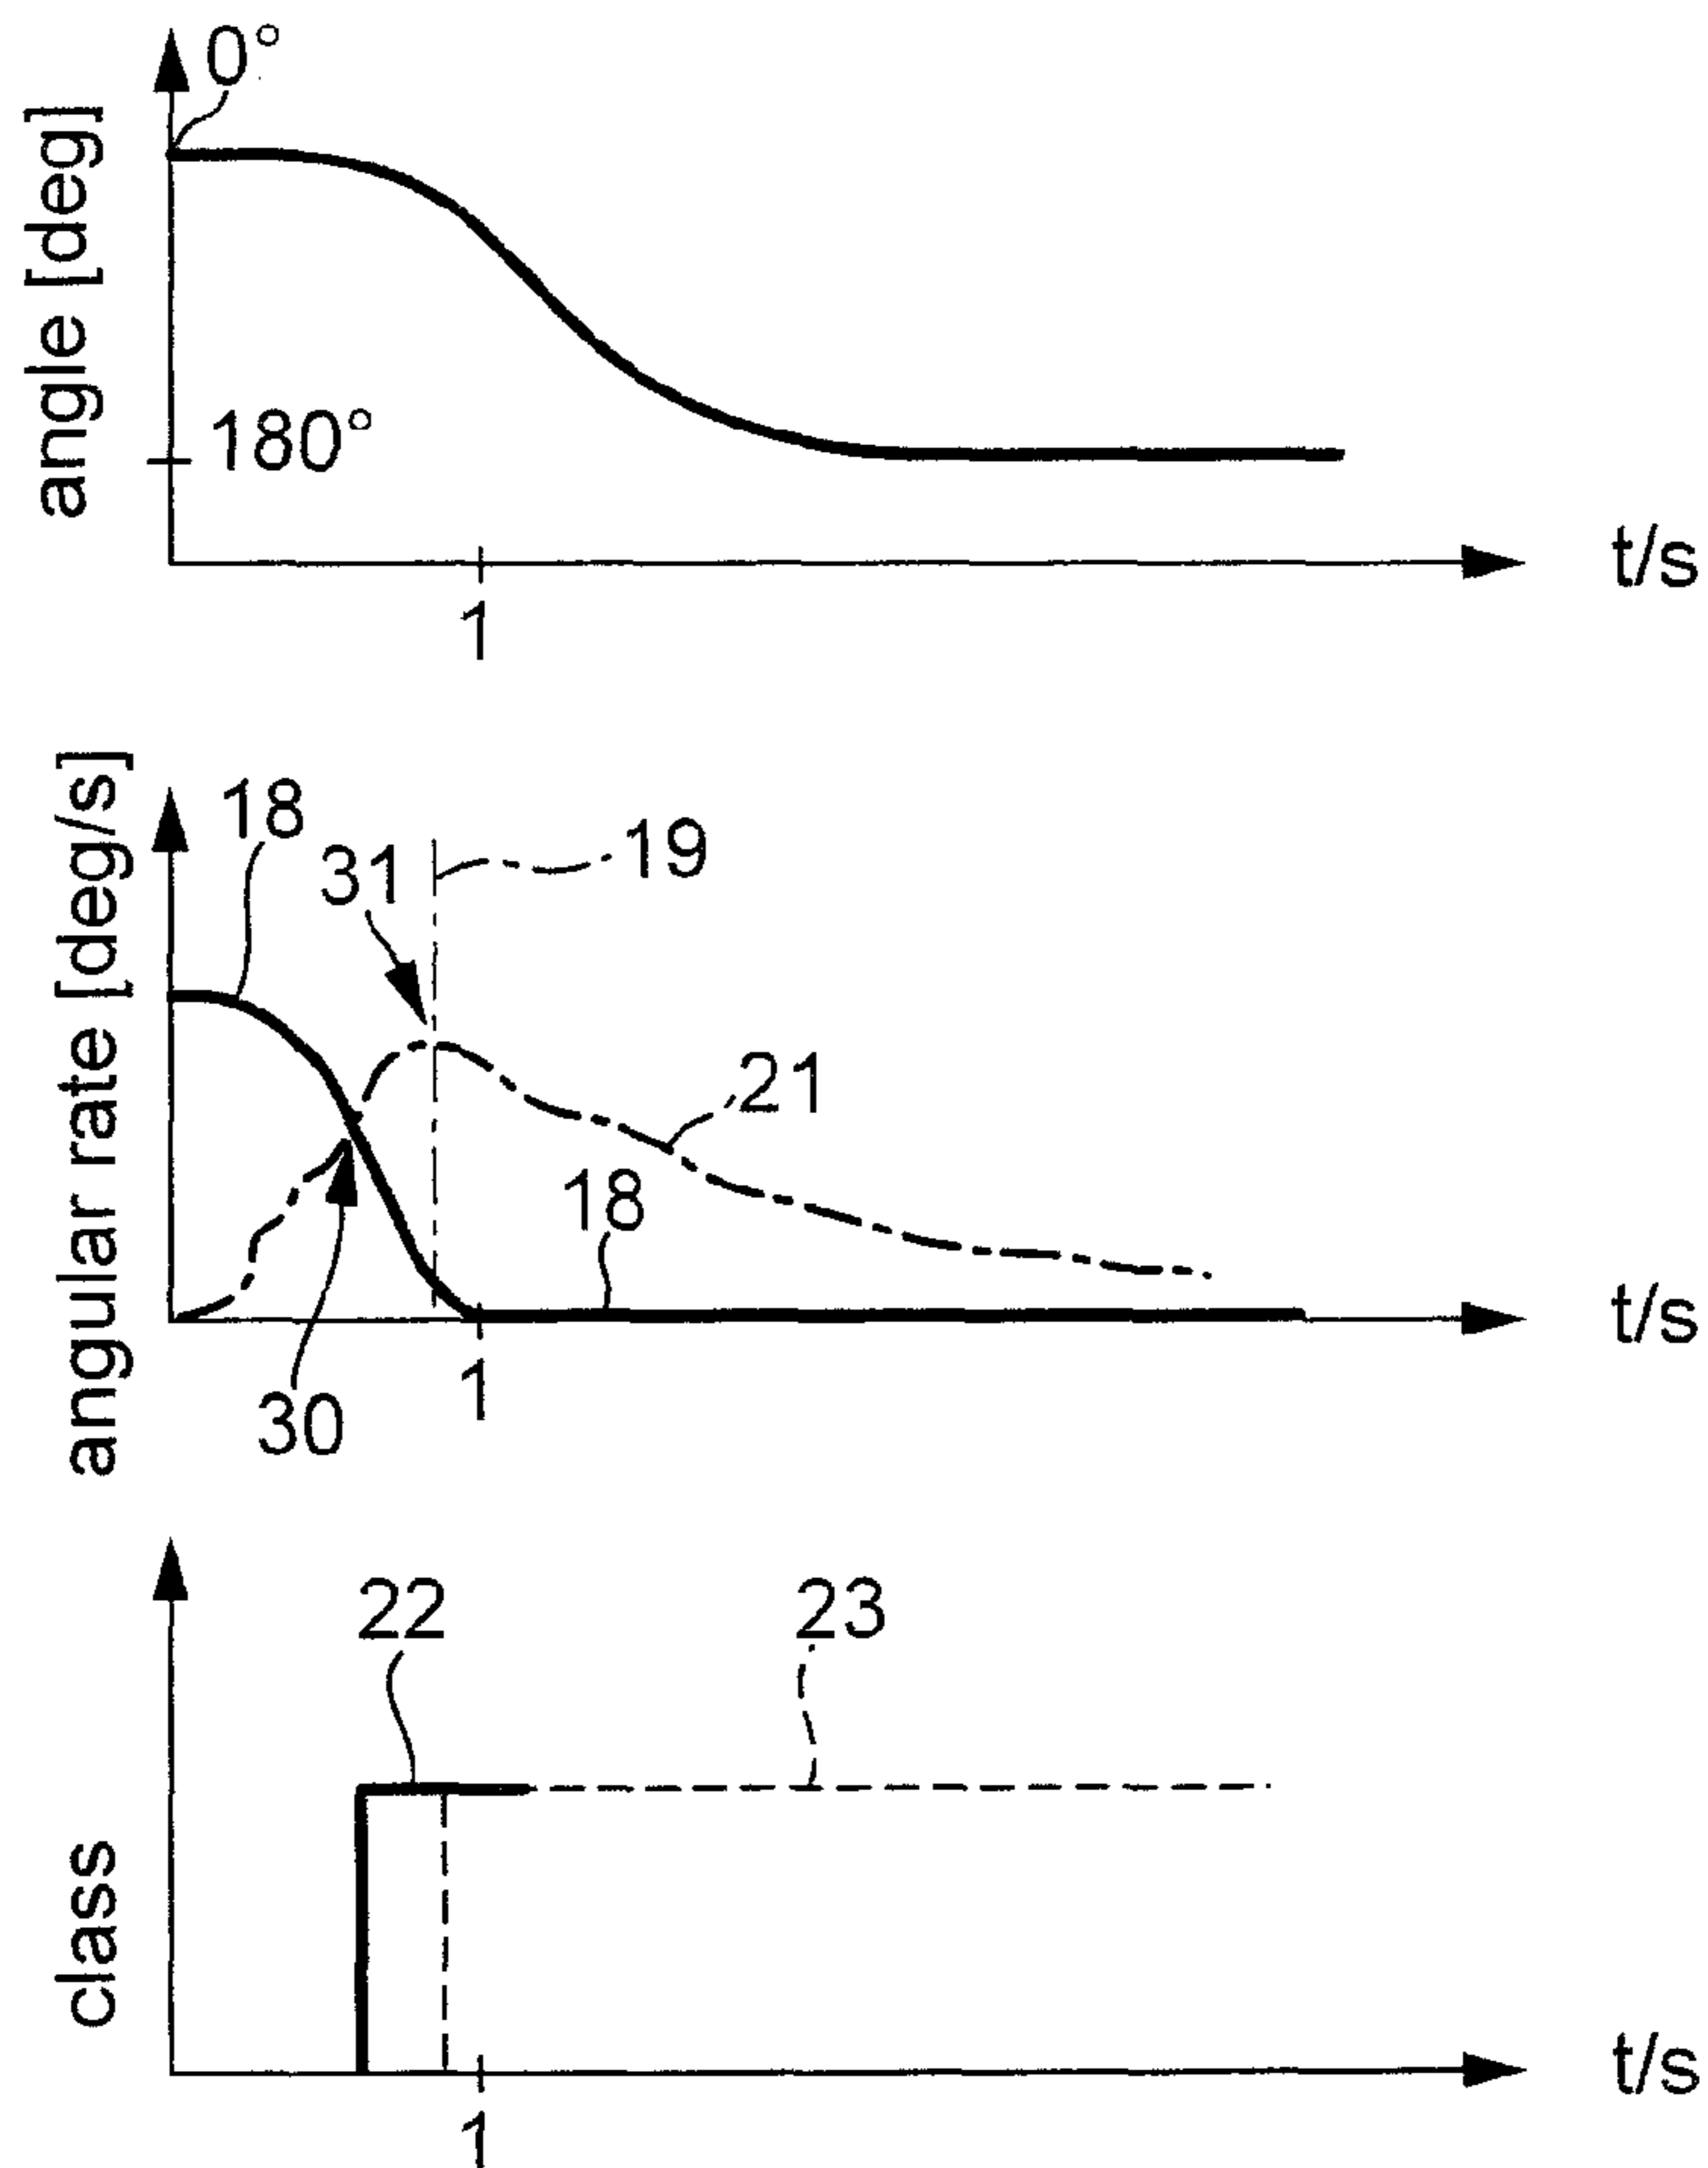 0°
angle [deg]
180°
t/s
1
angular rate [deg/s]
18
31
19
21
18
t/s
30
1
class
22
23
t/s
1